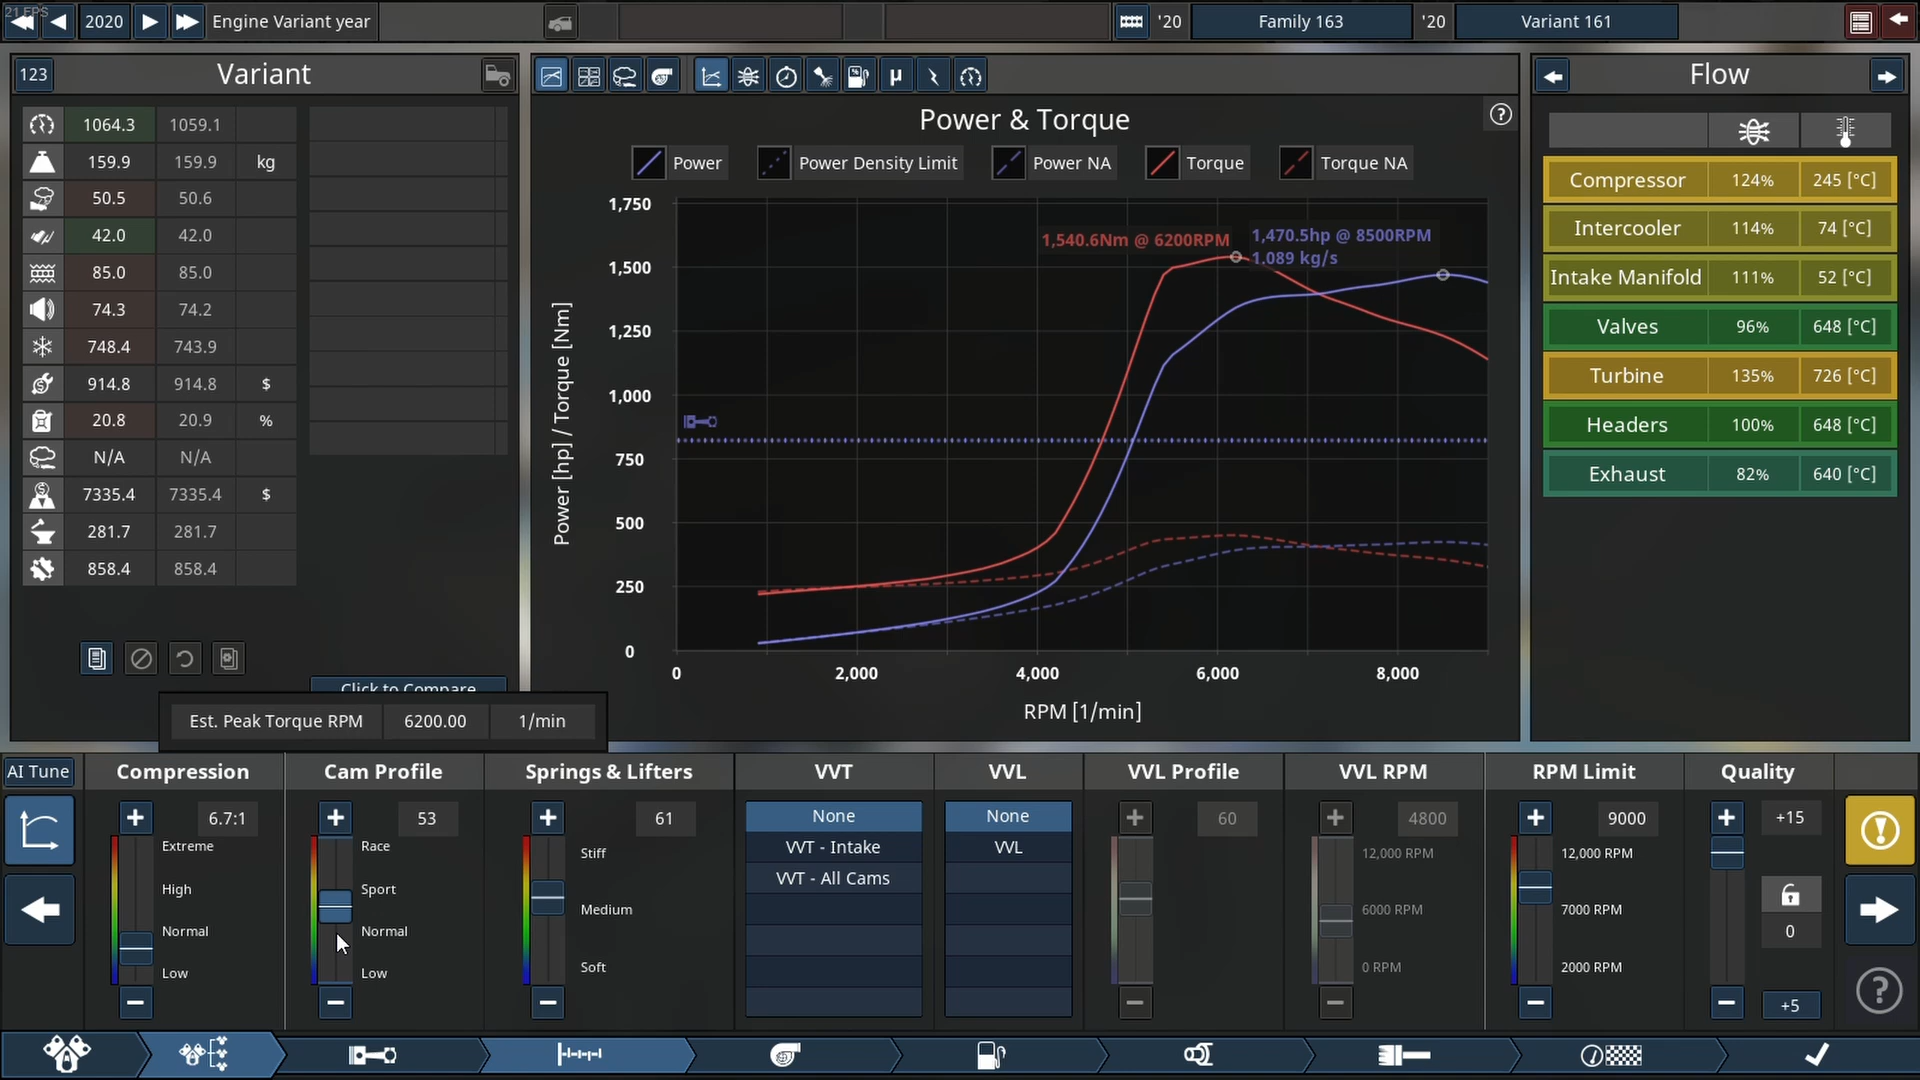 21 FPS
2020
Engine Variant year
'20
Family 163
'20
Variant 161
123
Variant
1064.3 1059.1
159.9 159.9 kg
50.5 50.6
42.0 42.0
85.0 85.0
74.3 74.2
748.4 743.9
914.8 914.8 $
20.8 20.9 %
N/A N/A
7335.4 7335.4 $
281.7 281.7
858.4 858.4
Click to Compare
Est. Peak Torque RPM 6200.00 1/min
Power & Torque
?
Power
Power Density Limit
Power NA
Torque
Torque NA
Power [hp] / Torque [Nm]
1,750
1,500
1,250
1,000
750
500
250
0
1,540.6Nm @ 6200RPM
1,470.5hp @ 8500RPM
1.089 kg/s
0 2,000 4,000 6,000 8,000
RPM [1/min]
Flow
Compressor 124% 245 [°C]
Intercooler 114% 74 [°C]
Intake Manifold 111% 52 [°C]
Valves 96% 648 [°C]
Turbine 135% 726 [°C]
Headers 100% 648 [°C]
Exhaust 82% 640 [°C]
AI Tune
Compression
6.7:1
Extreme
High
Normal
Low
Cam Profile
53
Race
Sport
Normal
Low
Springs & Lifters
61
Stiff
Medium
Soft
VVT
None
VVT - Intake
VVT - All Cams
VVL
None
VVL
VVL Profile
60
VVL RPM
4800
12,000 RPM
6000 RPM
0 RPM
RPM Limit
9000
12,000 RPM
7000 RPM
2000 RPM
Quality
+15
0
+5
?